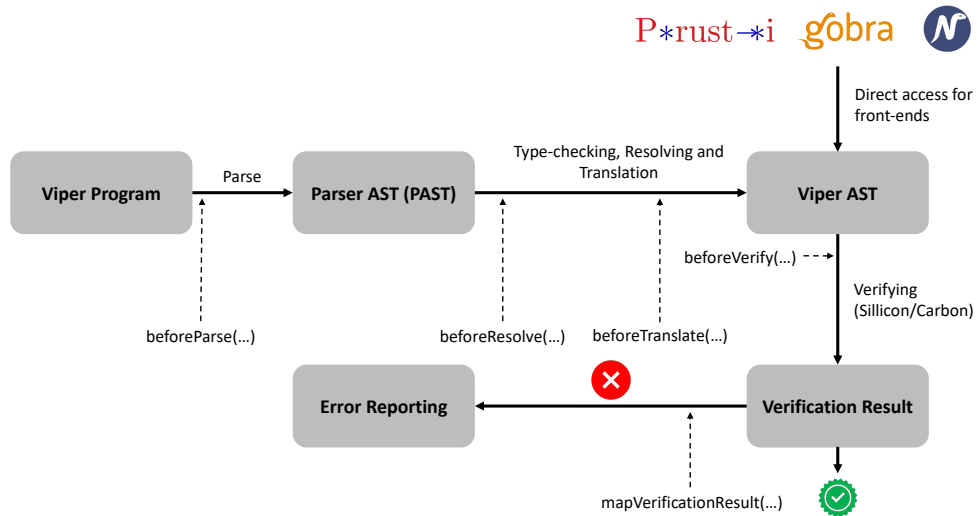 P*rust-*i gobra N
Direct access for
front-ends
Type-checking, Resolving and
Translation
Parse
Viper Program
Parser AST (PAST)
Viper AST
beforeVerify(...)
Verifying
(Sillicon/Carbon)
beforeParse(...)
beforeResolve(...)
beforeTranslate(...)
Error Reporting
Verification Result
mapVerificationResult(...)